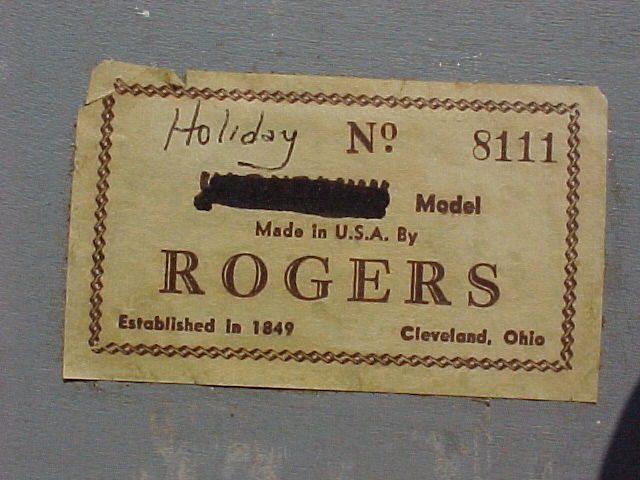 Holiday Nº 8111
Model
Made in U.S.A. By
ROGERS
Established in 1849 Cleveland, Ohio